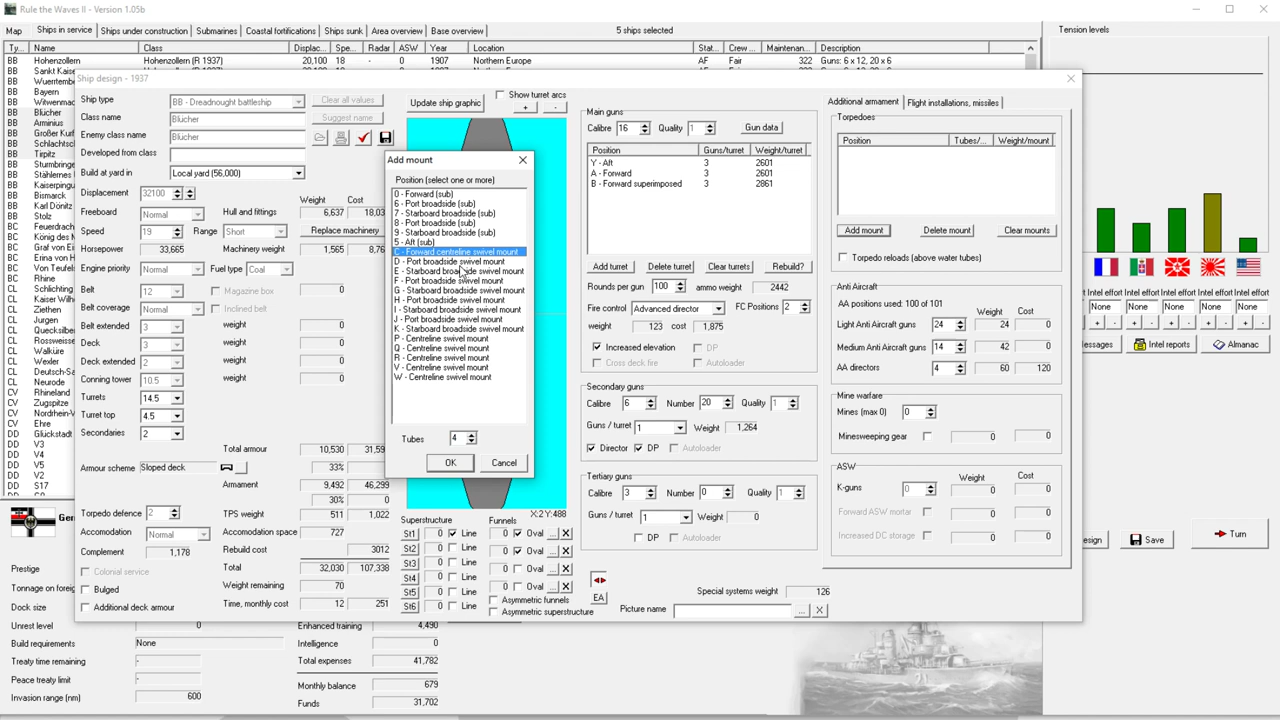 Rule the Waves II - Version 1.05b
Map Ships in service Ships under construction Submarines Coastal fortifications Ships sunk Area overview Base overview 5 ships selected Tension levels
Ty... Name Class Displac... Spe... Radar ASW Year Location Stat... Crew ... Maintenan... Description
BB Hohenzollern Hohenzollern (R 1937) 20,100 18 - 0 1907 Northern Europe AF Fair 322 Guns: 6 x 12, 20 x 6
BB Sankt Kaise
BB Wuerttembe
BB Bayern
BB Karl Dönitz
BB Blücher
BB Arminius
BB Großer Kurf
BB Schlachtsch
BB Tirpitz
BB Sturmbringe
BB Stählernes
BB Kaiserpingu
BB Bismarck
BB Karl Dönitz
BB Stolz
BC Feuerdrach
BC König des M
BC Ernst Graf v
BC Von Teufels
BC Rhine
CL Schlichting
CL Kaiser Wilh
CL Ziethen
CL Jurgen
CL Quecksilber
CL Rossweisse
CL Walküre
CL Wexler
CL Deutsch-Sa
CL Neurode
CV Rhineland
CV Zugspitze
CV Nordrhein-V
CV Ehre
DD Glückstadt
DD V3
DD V4
DD V2
DD V5
Ship design - 1937
Ship type BB - Dreadnought battleship Clear all values
Class name Blücher Suggest name
Enemy class name Blücher
Developed from class
Build at yard in Local yard (56,000)
Displacement 32100 Weight Cost
Freeboard Normal Hull and fittings 6,637 18,03
Speed 19 Range Short Replace machinery
Horsepower 33,665 Machinery weight 1,565 8,76
Engine priority Normal Fuel type Coal
Belt 12 Magazine box 0
Belt coverage Normal Inclined belt
Belt extended 3 weight 0
Deck 3 weight 0
Deck extended 2
Conning tower 10.5 weight 0
Turrets 14.5
Turret top 4.5
Secondaries 2
Total armour 10,530 31,59
Armour scheme Sloped deck 33%
Armament 9,492 46,299
30% 0
Torpedo defence 2 TPS weight 511 1,022
Accomodation Normal Accomodation space 727
Complement 1,178 Rebuild cost 3012
Colonial service Total 32,030 107,338
Bulged Weight remaining 70
Additional deck armour Time, monthly cost 12 251
Update ship graphic Show turret arcs
+ -
Add mount
Position (select one or more)
0 - Forward (sub)
6 - Port broadside (sub)
7 - Starboard broadside (sub)
8 - Port broadside (sub)
9 - Starboard broadside (sub)
5 - Aft (sub)
C - Forward centreline swivel mount
D - Port broadside swivel mount
E - Starboard broadside swivel mount
F - Port broadside swivel mount
G - Starboard broadside swivel mount
H - Port broadside swivel mount
I - Starboard broadside swivel mount
J - Port broadside swivel mount
K - Starboard broadside swivel mount
P - Centreline swivel mount
Q - Centreline swivel mount
R - Centreline swivel mount
V - Centreline swivel mount
W - Centreline swivel mount
Tubes 4
OK Cancel
X:2 Y:488
Superstructure Funnels
St1 0 Line 0 Oval ... X
St2 0 Line 0 Oval ... X
St3 0 Line 0 Oval ... X
St4 0 Line 0 Oval ... X
St5 0 Line Asymmetric funnels
St6 0 Line Asymmetric superstructure
EA
Main guns
Calibre 16 Quality 1 Gun data
Position Guns/turret Weight/turret
Y - Aft 3 2601
A - Forward 3 2601
B - Forward superimposed 3 2861
Add turret Delete turret Clear turrets Rebuild?
Rounds per gun 100 ammo weight 2442
Fire control Advanced director FC Positions 2
weight 123 cost 1,875
Increased elevation DP
Cross deck fire Autoloader
Secondary guns
Calibre 6 Number 20 Quality 1
Guns / turret 1 Weight 1,264
Director DP Autoloader
Tertiary guns
Calibre 3 Number 0 Quality 1
Guns / turret 1 Weight 0
DP Autoloader
Special systems weight 126
Picture name ... X
Additional armament Flight installations, missiles
Torpedoes
Position Tubes/... Weight/mount
Add mount Delete mount Clear mounts
Torpedo reloads (above water tubes)
Anti Aircraft
AA positions used: 100 of 101
Weight Cost
Light Anti Aircraft guns 24 24 0
Medium Anti Aircraft guns 14 42 0
AA directors 4 60 120
Mine warfare
Mines (max 0) 0 0 0
Minesweeping gear 0 0
ASW
Weight Cost
K-guns 0 0 0
Forward ASW mortar 0 0
Increased DC storage 0 0
Intel effort Intel effort Intel effort Intel effort
None None None None
+ - + - + - + -
essages Intel reports Almanac
esign Save Turn
Ger
Prestige
Tonnage on foreig
Dock size
Unrest level 0
Build requirements None
Treaty time remaining -
Peace treaty limit -
Invasion range (nm) 600
Enhanced training 4,490
Intelligence 0
Total expenses 41,782
Monthly balance 679
Funds 31,702